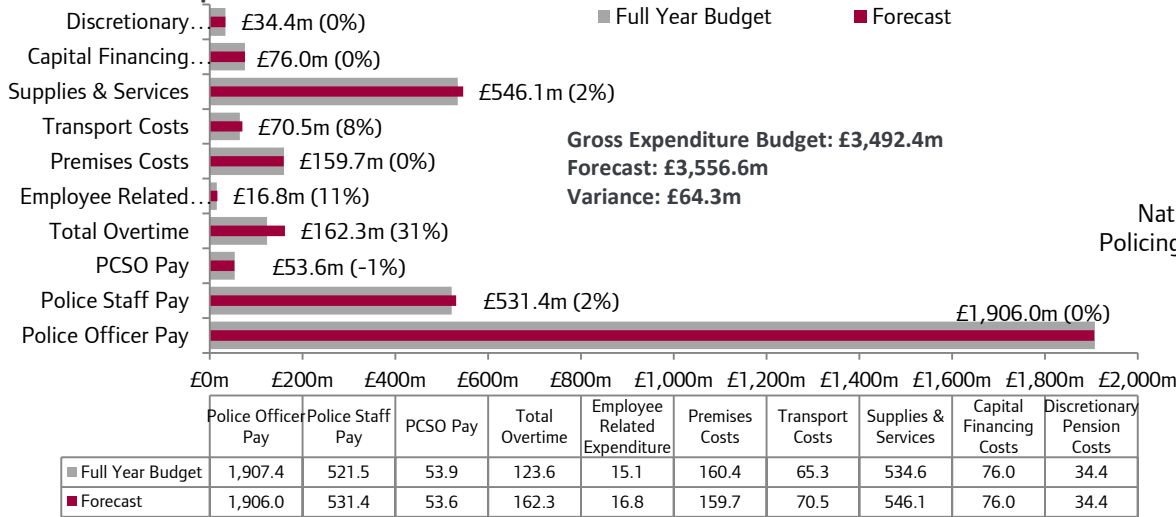 Full Year Budget Forecast
Discretionary… £34.4m (0%)
Capital Financing… £76.0m (0%)
Supplies & Services £546.1m (2%)
Transport Costs £70.5m (8%)
Premises Costs £159.7m (0%)
Employee Related… £16.8m (11%)
Total Overtime £162.3m (31%)
PCSO Pay £53.6m (-1%)
Police Staff Pay £531.4m (2%)
Police Officer Pay £1,906.0m (0%)
Gross Expenditure Budget: £3,492.4m
Forecast: £3,556.6m
Variance: £64.3m
Nat
Policing
£0m £200m £400m £600m £800m £1,000m £1,200m £1,400m £1,600m £1,800m £2,000m
Police Officer Pay Police Staff Pay PCSO Pay Total Overtime Employee Related Expenditure Premises Costs Transport Costs Supplies & Services Capital Financing Costs Discretionary Pension Costs
Full Year Budget 1,907.4 521.5 53.9 123.6 15.1 160.4 65.3 534.6 76.0 34.4
Forecast 1,906.0 531.4 53.6 162.3 16.8 159.7 70.5 546.1 76.0 34.4